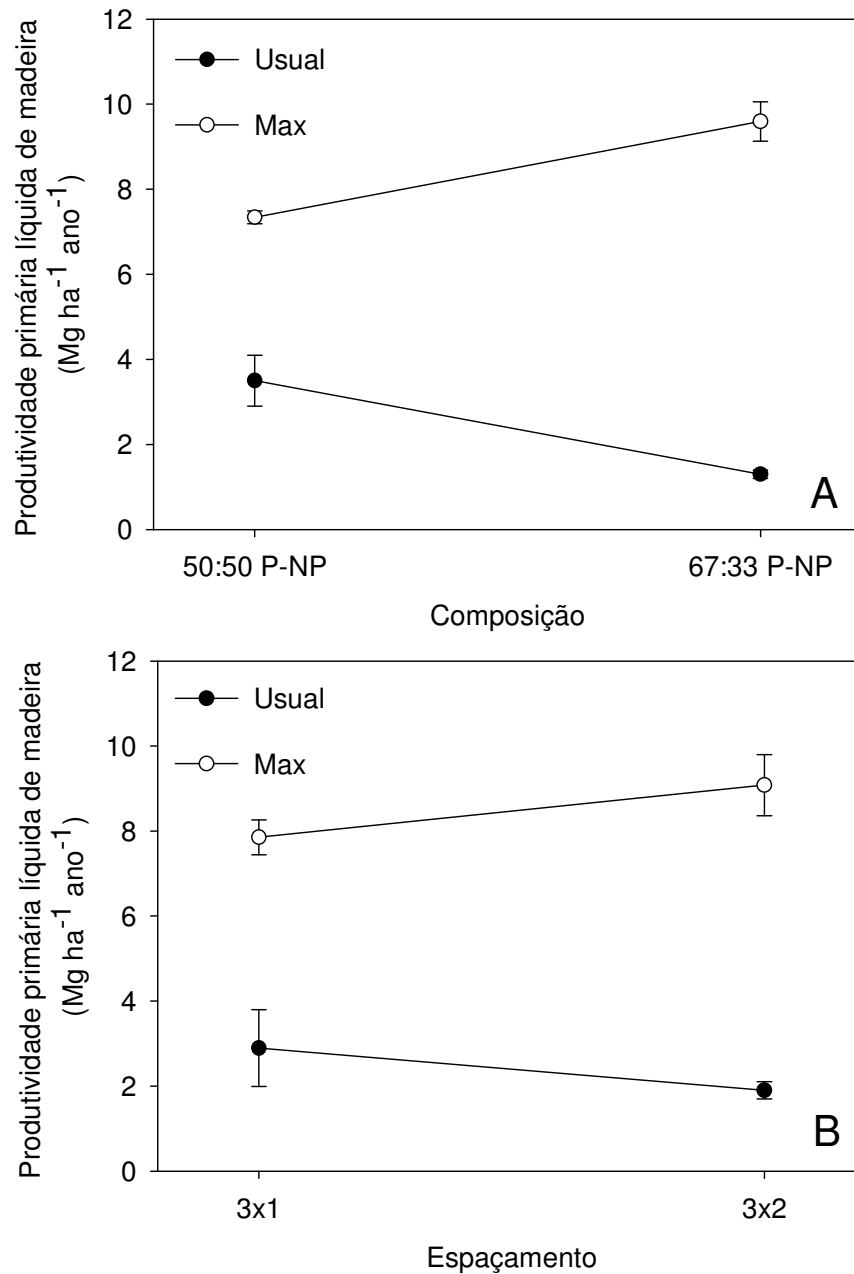 Produtividade primária líquida de madeira
(Mg ha⁻¹ ano⁻¹)
12
10
8
6
4
2
0
Usual
Max
A
50:50 P-NP 67:33 P-NP
Composição
Produtividade primária líquida de madeira
(Mg ha⁻¹ ano⁻¹)
12
10
8
6
4
2
0
Usual
Max
B
3x1 3x2
Espaçamento